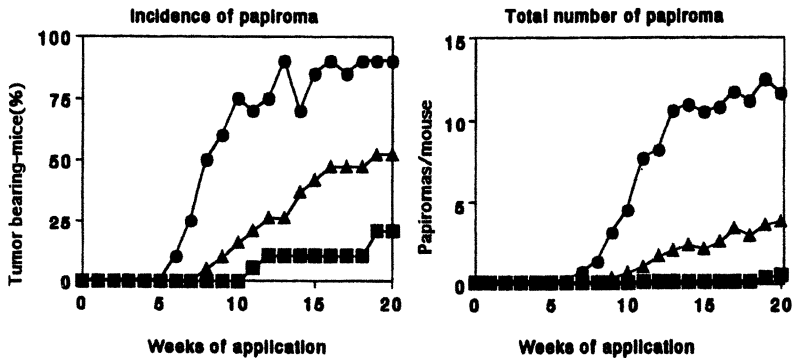 Incidence of papiroma
100
75
50
25
0
Tumor bearing-mice(%)
0 5 10 15 20
Weeks of application
Total number of papiroma
15
10
5
0
Papiromas/mouse
0 5 10 15 20
Weeks of application